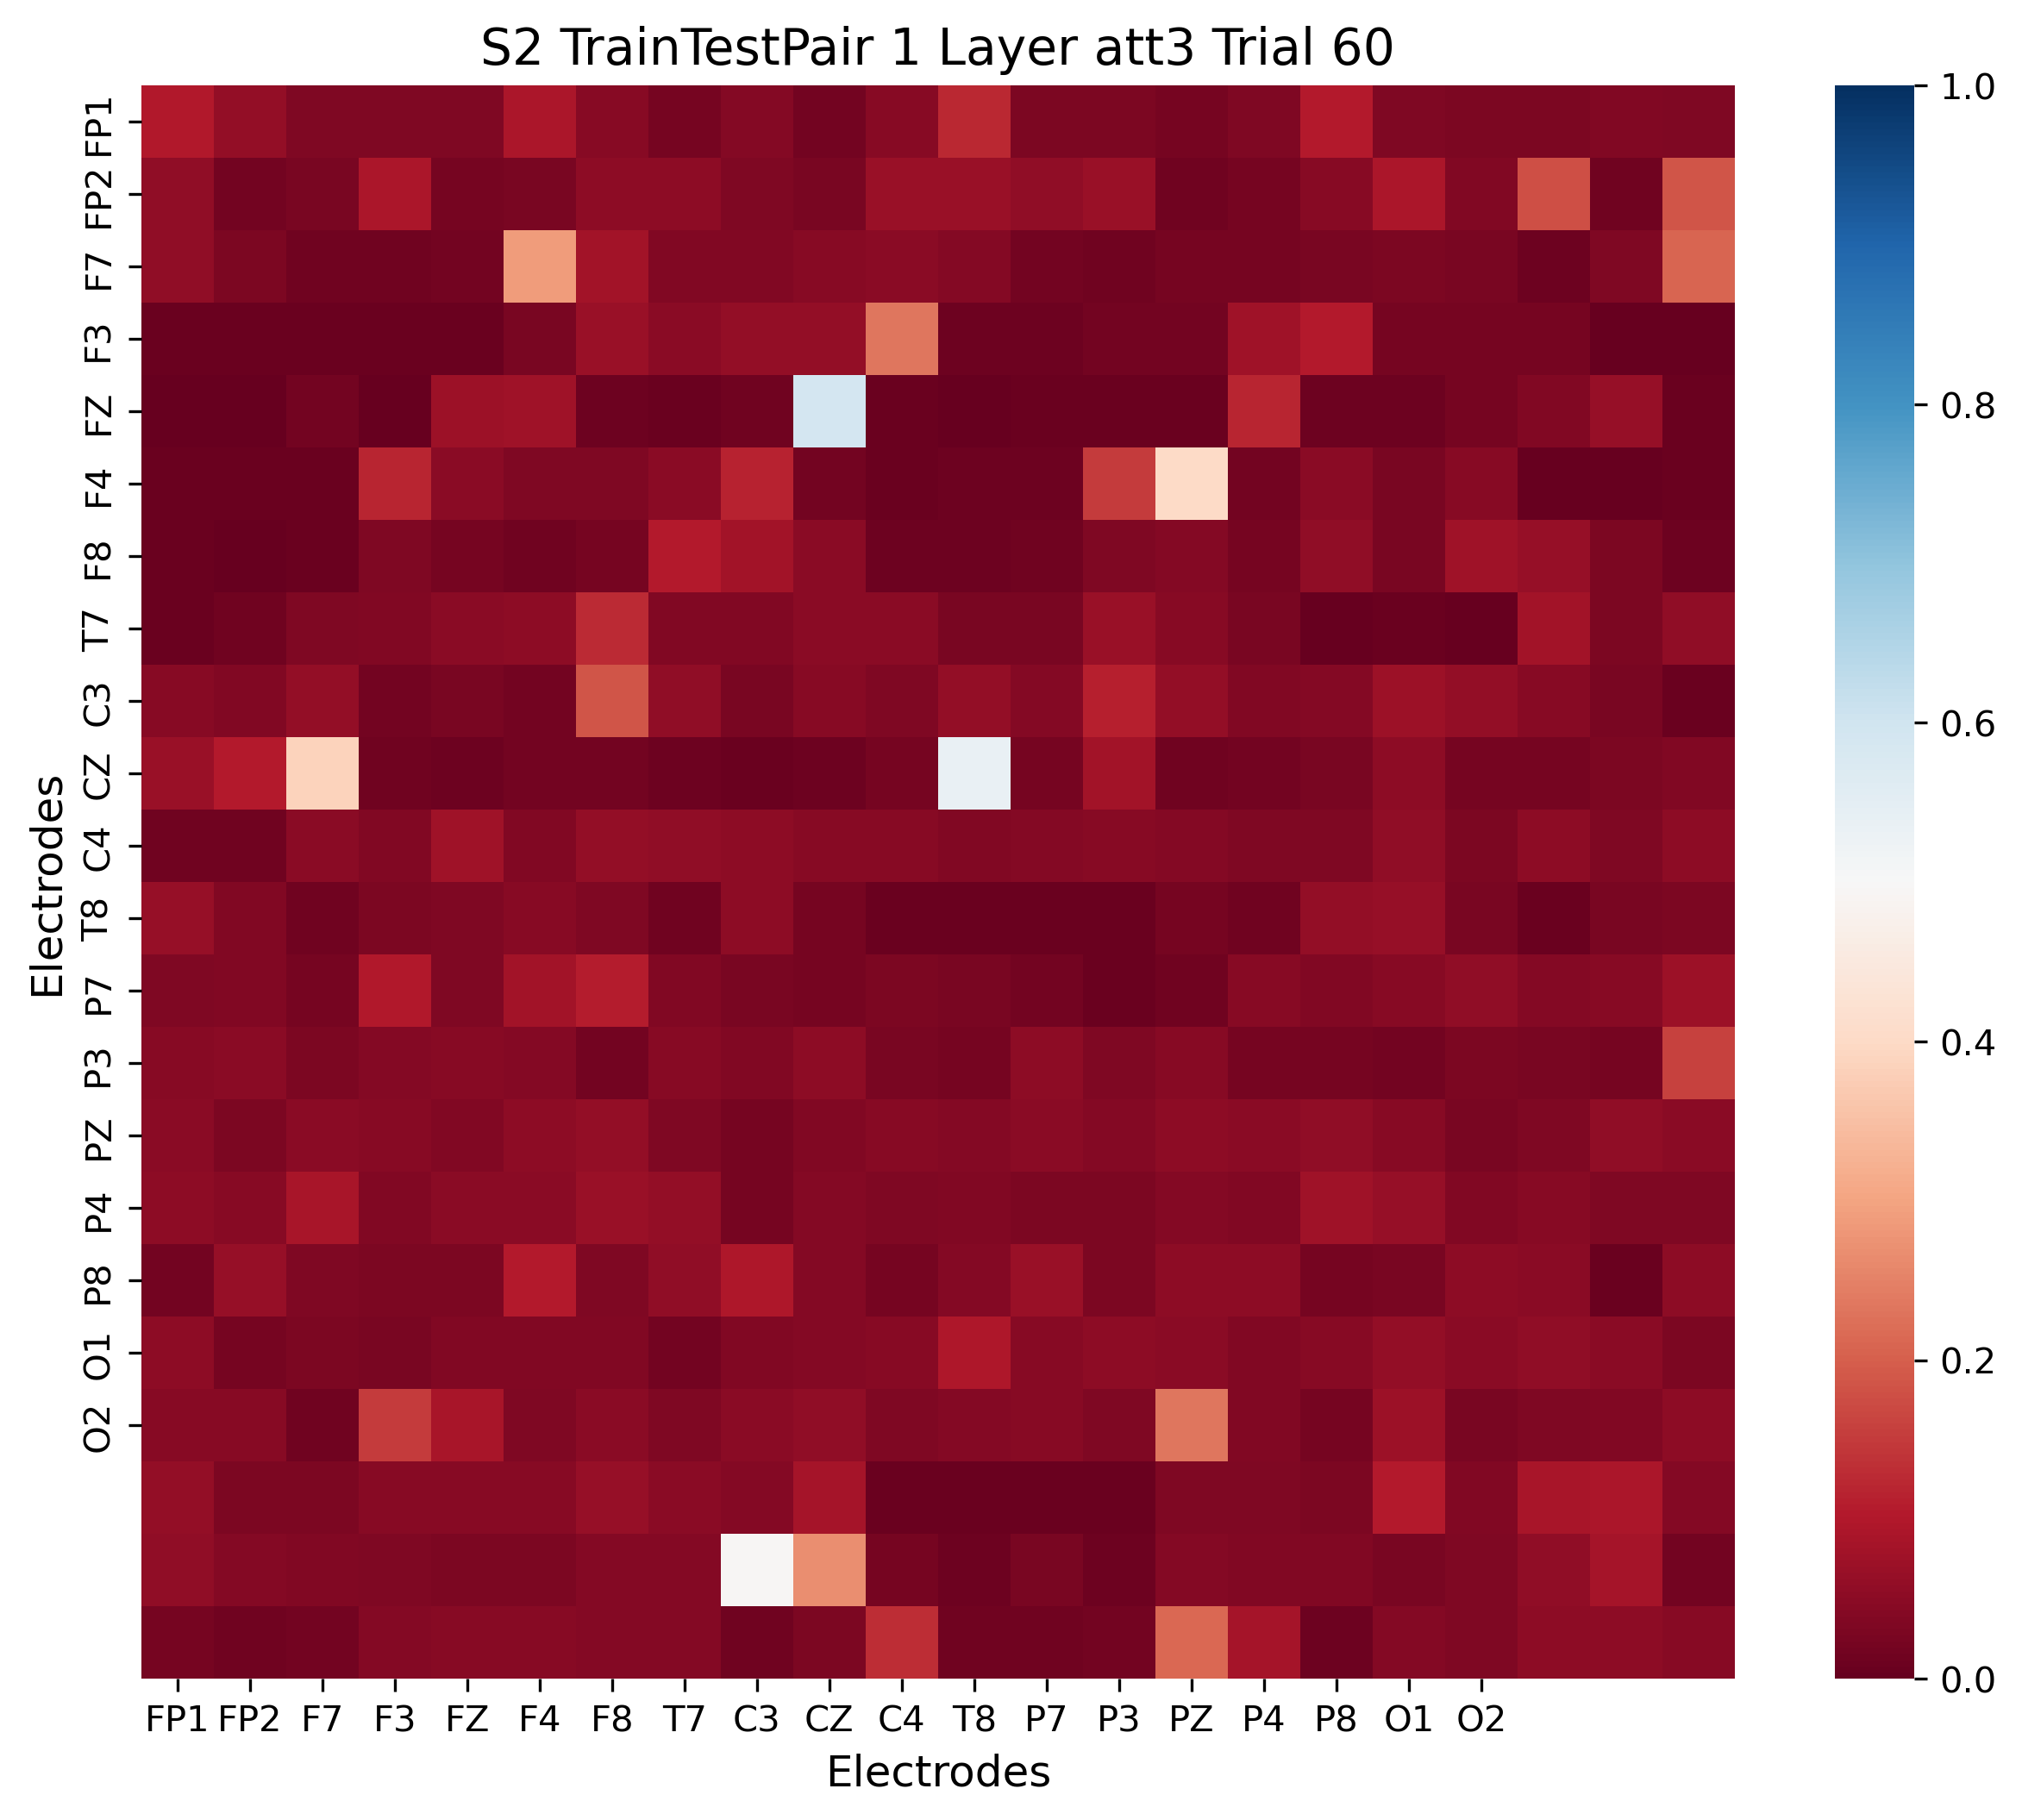 S2 TrainTestPair 1 Layer att3 Trial 60
FP1
FP2
F7
F3
FZ
F4
F8
T7
C3
CZ
C4
T8
P7
P3
PZ
P4
P8
O1
O2
Electrodes
FP1 FP2 F7 F3 FZ F4 F8 T7 C3 CZ C4 T8 P7 P3 PZ P4 P8 O1 O2
Electrodes
1.0
0.8
0.6
0.4
0.2
0.0